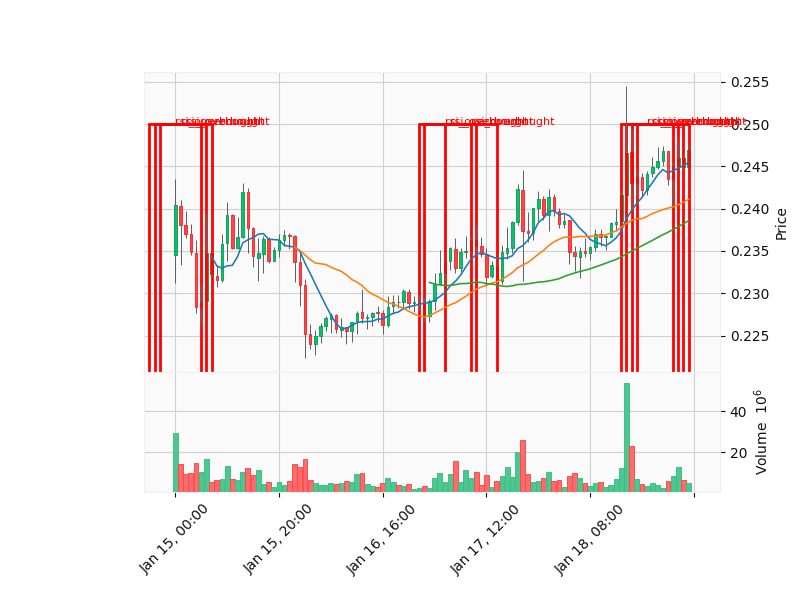 0.255
0.250
0.245
0.240
0.235
0.230
0.225
Price
40
20
Volume 10^6
Jan 15, 00:00
Jan 15, 20:00
Jan 16, 16:00
Jan 17, 12:00
Jan 18, 08:00